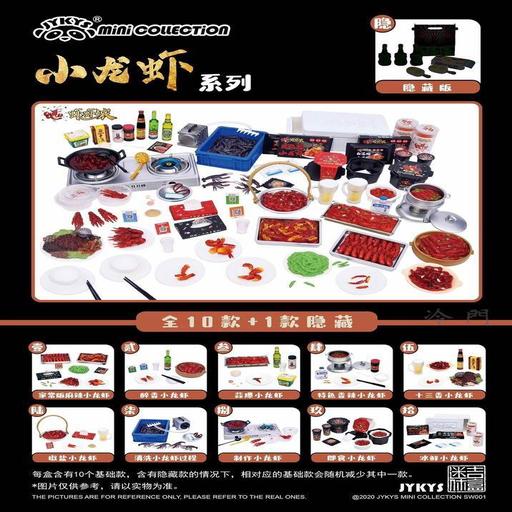 JYKYS® mini COLLECTION
小龙虾 系列
隐
隐藏版
全10款+1款隐藏
冷門
壹 贰 叁 肆 伍
家常版麻辣小龙虾 醉香小龙虾 蒜爆小龙虾 特色香辣小龙虾 十三香小龙虾
陆 柒 捌 玖 拾
椒盐小龙虾 清洗小龙虾过程 制作小龙虾 即食小龙虾 冰鲜小龙虾
每盒含有10个基础款，含有隐藏款的情况下，相对应的基础款会随机减少其中一款。
*图片仅供参考，请以实物为准。
THE PICTURES ARE FOR REFERENCE ONLY, PLEASE REFER TO THE REAL ONES.
JYKYS
@2020 JYKYS MINI COLLECTION SW001